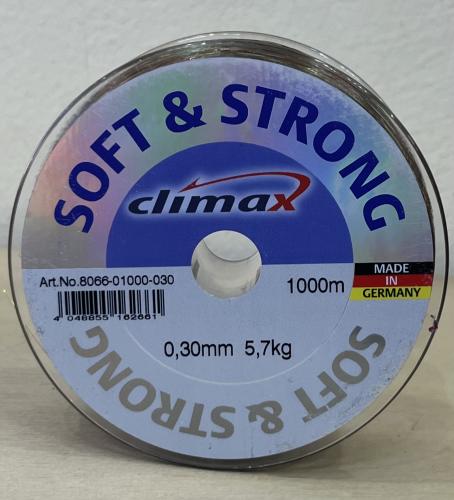 SOFT & STRONG
climax
Art.No.8066-01000-030
1000m
MADE
IN
GERMANY
4 048855 162661
0,30mm 5,7kg
SOFT & STRONG